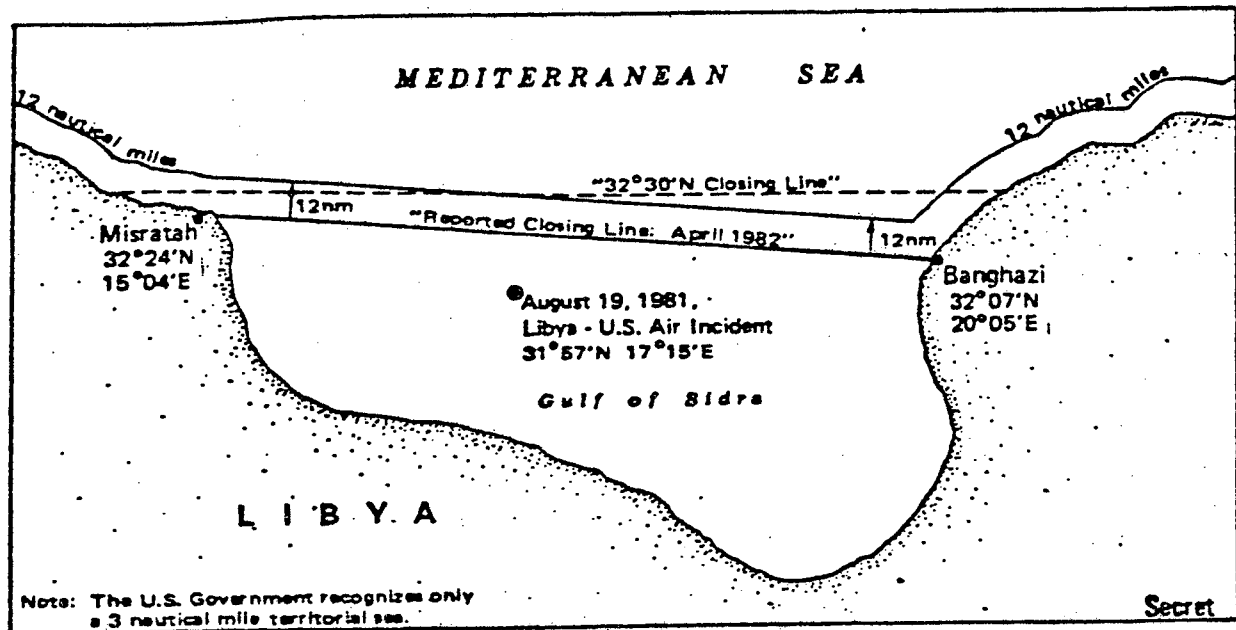 MEDITERRANEAN SEA
12 nautical miles
12 nautical miles
"32°30'N Closing Line"
12nm
"Reported Closing Line: April 1982"
12nm
Misratah
32°24'N
15°04'E
Banghazi
32°07'N
20°05'E
August 19, 1981,
Libya - U.S. Air Incident
31°57'N 17°15'E
Gulf of Sidra
LIBYA
Note: The U.S. Government recognizes only
a 3 nautical mile territorial sea.
Secret